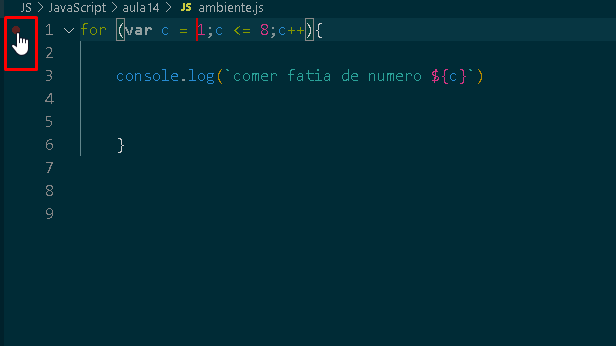 JS > JavaScript > aula14 > JS ambiente.js
1 for (var c = 1;c <= 8;c++){
2
3 console.log(`comer fatia de numero ${c}`)
4
5
6 }
7
8
9